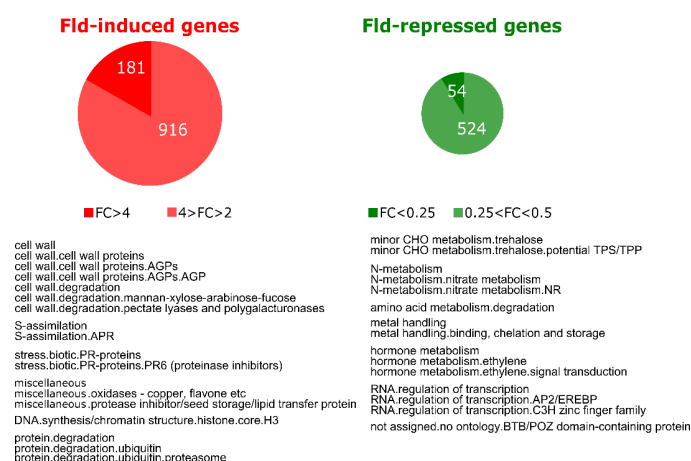 Fld-induced genes
181
916
FC>4
4>FC>2
cell wall
cell wall.cell wall proteins
cell wall.cell wall proteins.AGPs
cell wall.cell wall proteins.AGPs.AGP
cell wall.degradation
cell wall.degradation.mannan-xylose-arabinose-fucose
cell wall.degradation.pectate lyases and polygalacturonases
S-assimilation
S-assimilation.APR
stress.biotic.PR-proteins
stress.biotic.PR-proteins.PR6 (proteinase inhibitors)
miscellaneous
miscellaneous.oxidases - copper, flavone etc
miscellaneous.protease inhibitor/seed storage/lipid transfer protein
DNA.synthesis/chromatin structure.histone.core.H3
protein.degradation
protein.degradation.ubiquitin
protein.degradation.ubiquitin.proteasome
Fld-repressed genes
54
524
FC<0.25
0.25<FC<0.5
minor CHO metabolism.trehalose
minor CHO metabolism.trehalose.potential TPS/TPP
N-metabolism
N-metabolism.nitrate metabolism
N-metabolism.nitrate metabolism.NR
amino acid metabolism.degradation
metal handling
metal handling.binding, chelation and storage
hormone metabolism
hormone metabolism.ethylene
hormone metabolism.ethylene.signal transduction
RNA.regulation of transcription
RNA.regulation of transcription.AP2/EREBP
RNA.regulation of transcription.C3H zinc finger family
not assigned.no ontology.BTB/POZ domain-containing protein